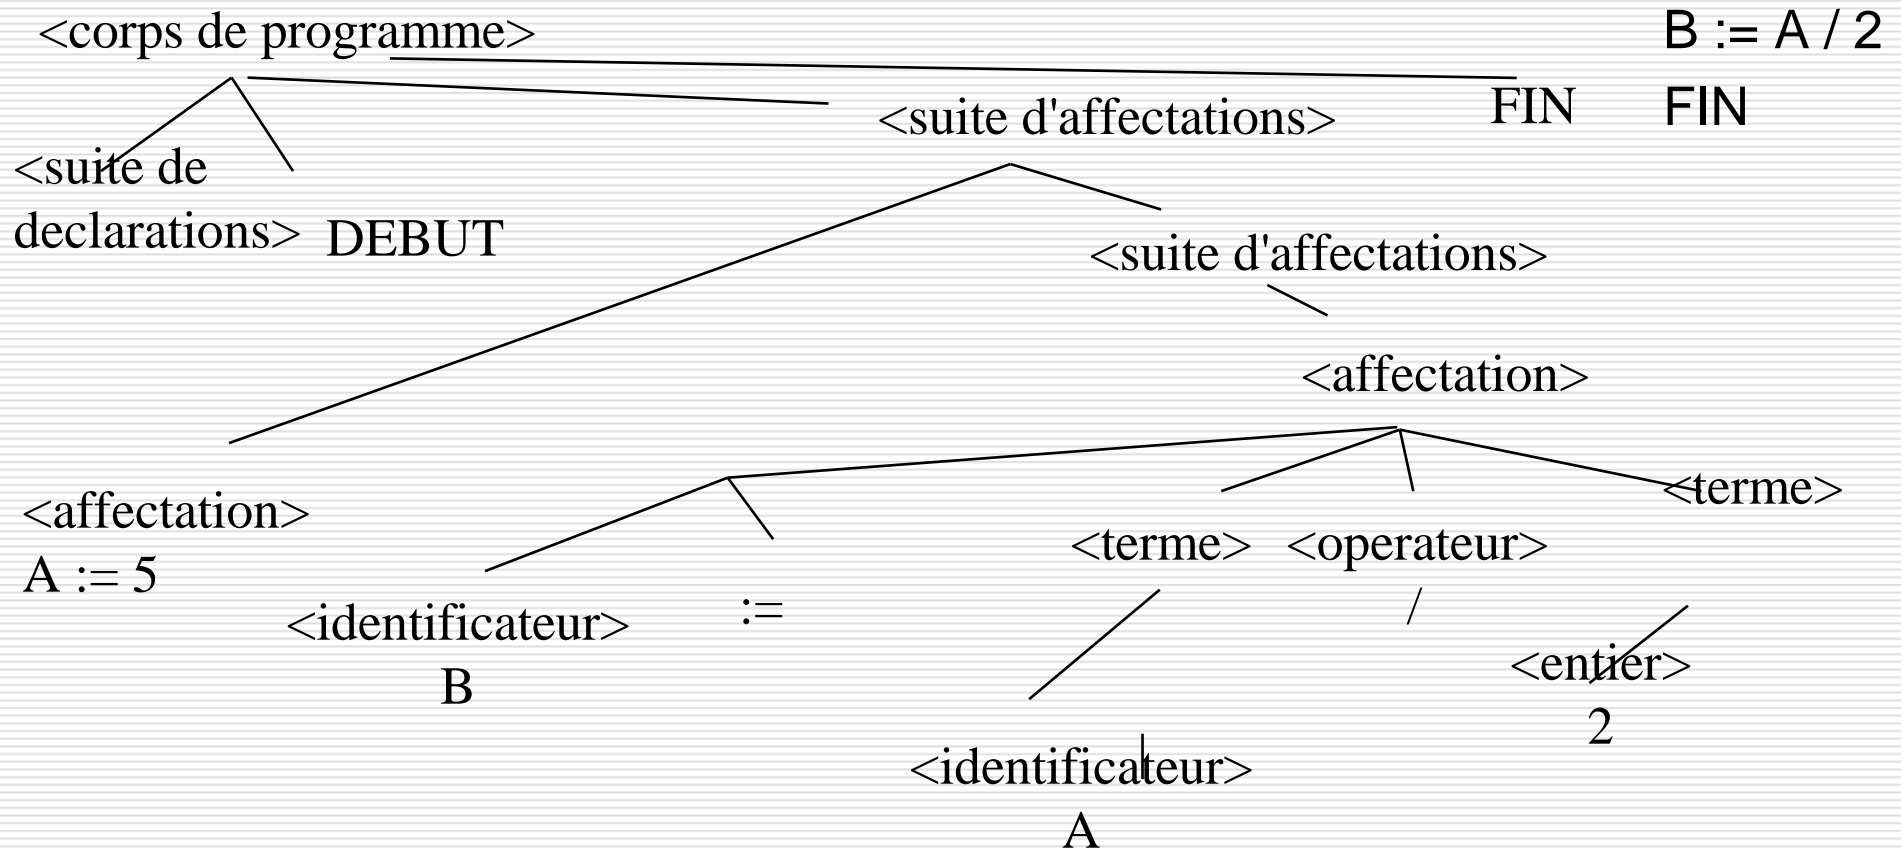 <corps de programme>
B := A / 2
<suite d'affectations>
FIN
FIN
<suite de
declarations>
DEBUT
<suite d'affectations>
<affectation>
<affectation>
A := 5
<terme>
<terme>
<operateur>
/
<identificateur>
B
:=
<entier>
2
<identificateur>
A